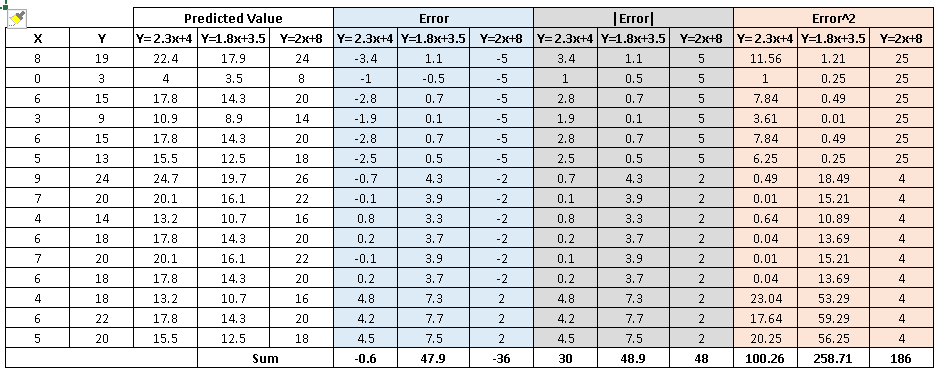 Predicted Value Error |Error| Error^2
X Y Y= 2.3x+4 Y=1.8x+3.5 Y=2x+8 Y= 2.3x+4 Y=1.8x+3.5 Y=2x+8 Y= 2.3x+4 Y=1.8x+3.5 Y=2x+8 Y= 2.3x+4 Y=1.8x+3.5 Y=2x+8
8 19 22.4 17.9 24 -3.4 1.1 -5 3.4 1.1 5 11.56 1.21 25
0 3 4 3.5 8 -1 -0.5 -5 1 0.5 5 1 0.25 25
6 15 17.8 14.3 20 -2.8 0.7 -5 2.8 0.7 5 7.84 0.49 25
3 9 10.9 8.9 14 -1.9 0.1 -5 1.9 0.1 5 3.61 0.01 25
6 15 17.8 14.3 20 -2.8 0.7 -5 2.8 0.7 5 7.84 0.49 25
5 13 15.5 12.5 18 -2.5 0.5 -5 2.5 0.5 5 6.25 0.25 25
9 24 24.7 19.7 26 -0.7 4.3 -2 0.7 4.3 2 0.49 18.49 4
7 20 20.1 16.1 22 -0.1 3.9 -2 0.1 3.9 2 0.01 15.21 4
4 14 13.2 10.7 16 0.8 3.3 -2 0.8 3.3 2 0.64 10.89 4
6 18 17.8 14.3 20 0.2 3.7 -2 0.2 3.7 2 0.04 13.69 4
7 20 20.1 16.1 22 -0.1 3.9 -2 0.1 3.9 2 0.01 15.21 4
6 18 17.8 14.3 20 0.2 3.7 -2 0.2 3.7 2 0.04 13.69 4
4 18 13.2 10.7 16 4.8 7.3 2 4.8 7.3 2 23.04 53.29 4
6 22 17.8 14.3 20 4.2 7.7 2 4.2 7.7 2 17.64 59.29 4
5 20 15.5 12.5 18 4.5 7.5 2 4.5 7.5 2 20.25 56.25 4
Sum -0.6 47.9 -36 30 48.9 48 100.26 258.71 186